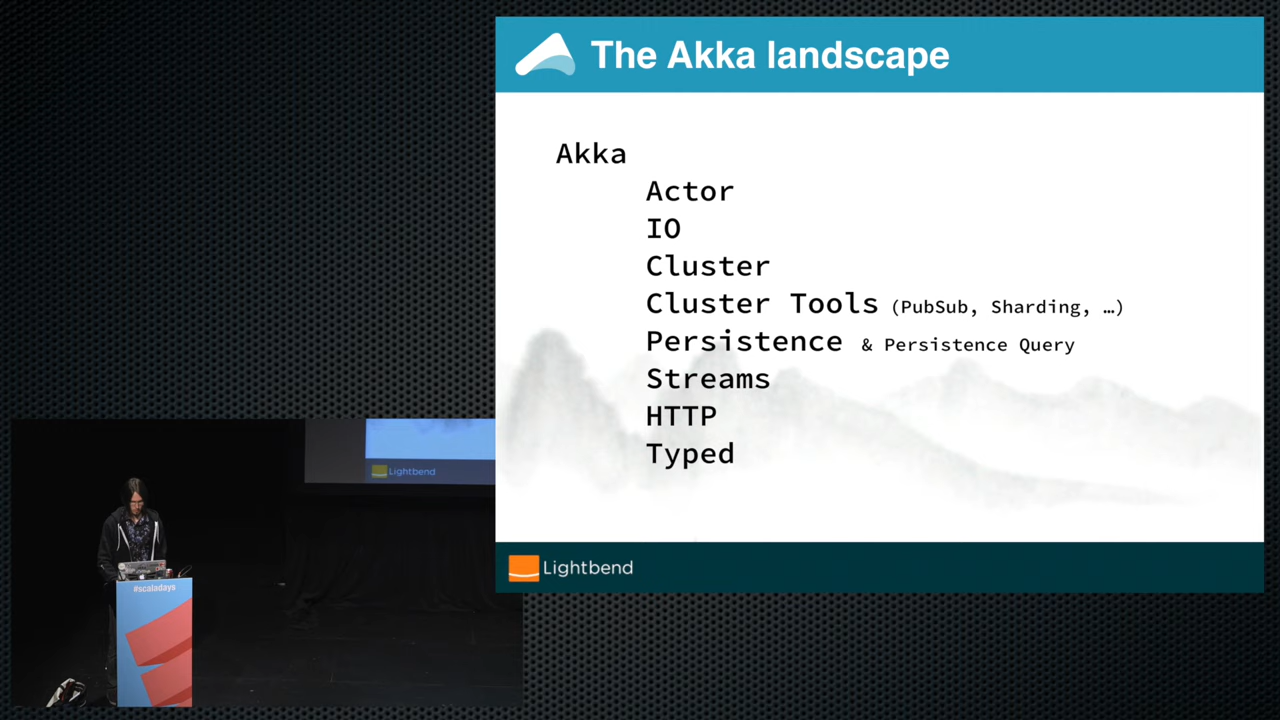 The Akka landscape
Akka
Actor
IO
Cluster
Cluster Tools (PubSub, Sharding, …)
Persistence & Persistence Query
Streams
HTTP
Typed
Lightbend
Lightbend
#scaladays